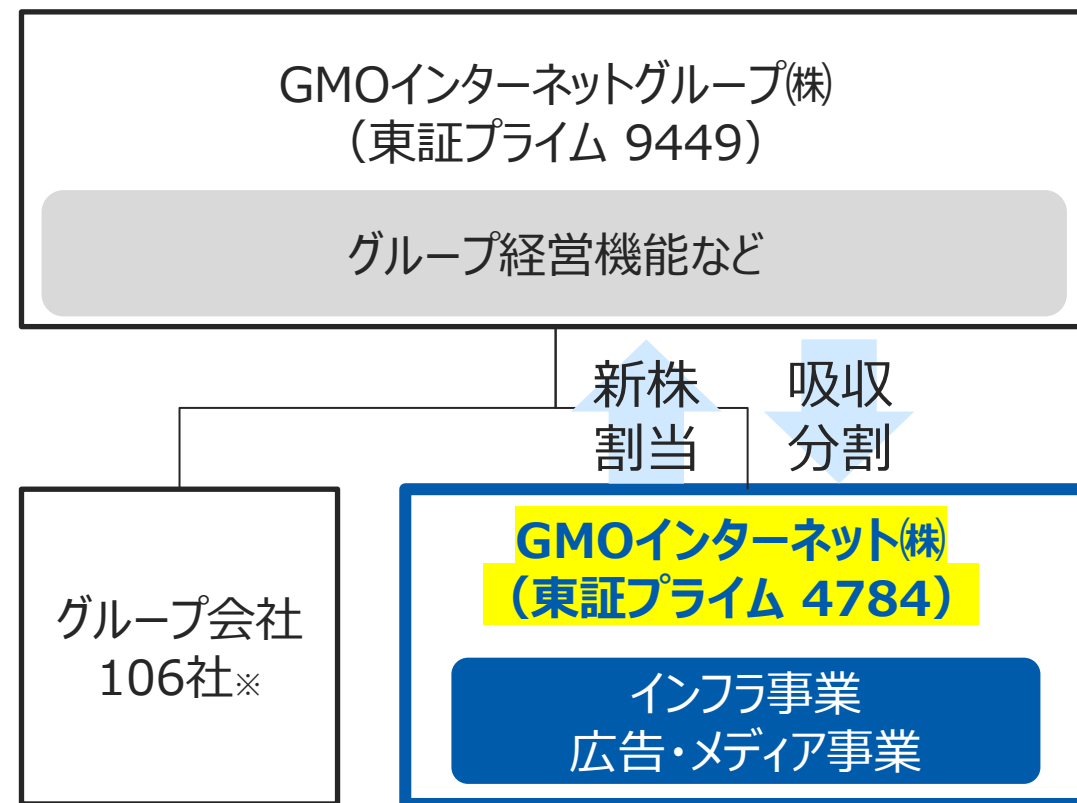 GMOインターネットグループ㈱
（東証プライム 9449）
グループ経営機能など
新株
割当
吸収
分割
グループ会社
106社※
GMOインターネット㈱
（東証プライム 4784）
インフラ事業
広告・メディア事業